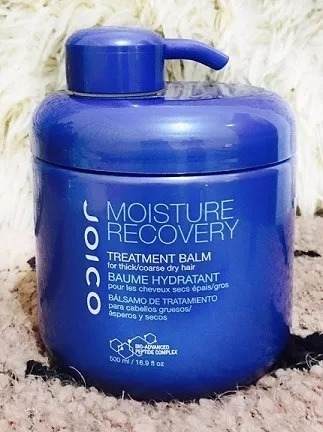 JOICO
MOISTURE
RECOVERY
TREATMENT BALM
for thick/coarse dry hair
BAUME HYDRATANT
pour les cheveux secs épais/gros
BÁLSAMO DE TRATAMIENTO
para cabellos gruesos/
ásperos y secos
BIO-ADVANCED
PEPTIDE COMPLEX
500 ml / 16.9 fl oz